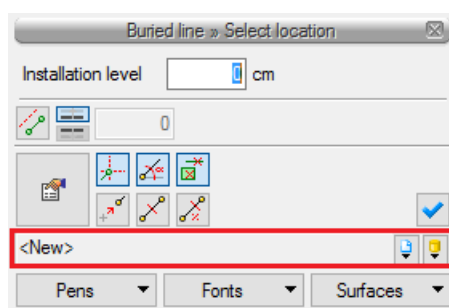 Buried line » Select location
Installation level 0 cm
0
<New>
Pens Fonts Surfaces